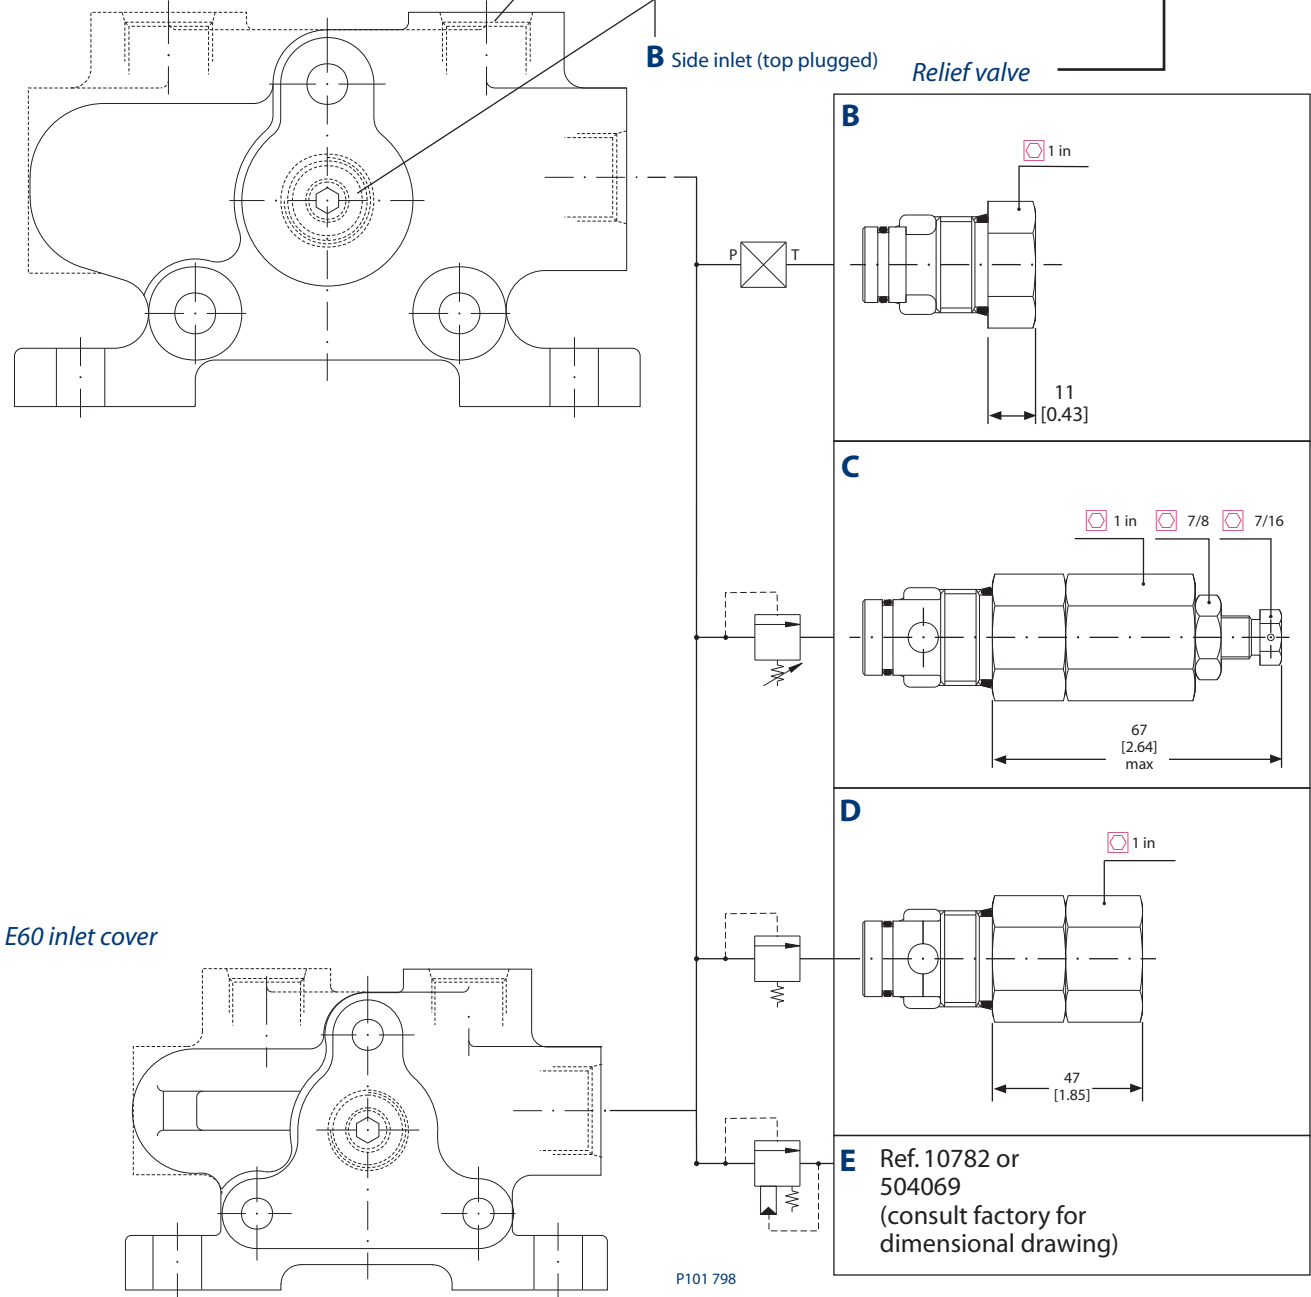 B Side inlet (top plugged)
Relief valve
B
1 in
P
T
11
[0.43]
C
1 in
7/8
7/16
67
[2.64]
max
D
1 in
E60 inlet cover
47
[1.85]
E Ref. 10782 or
504069
(consult factory for
dimensional drawing)
P101 798